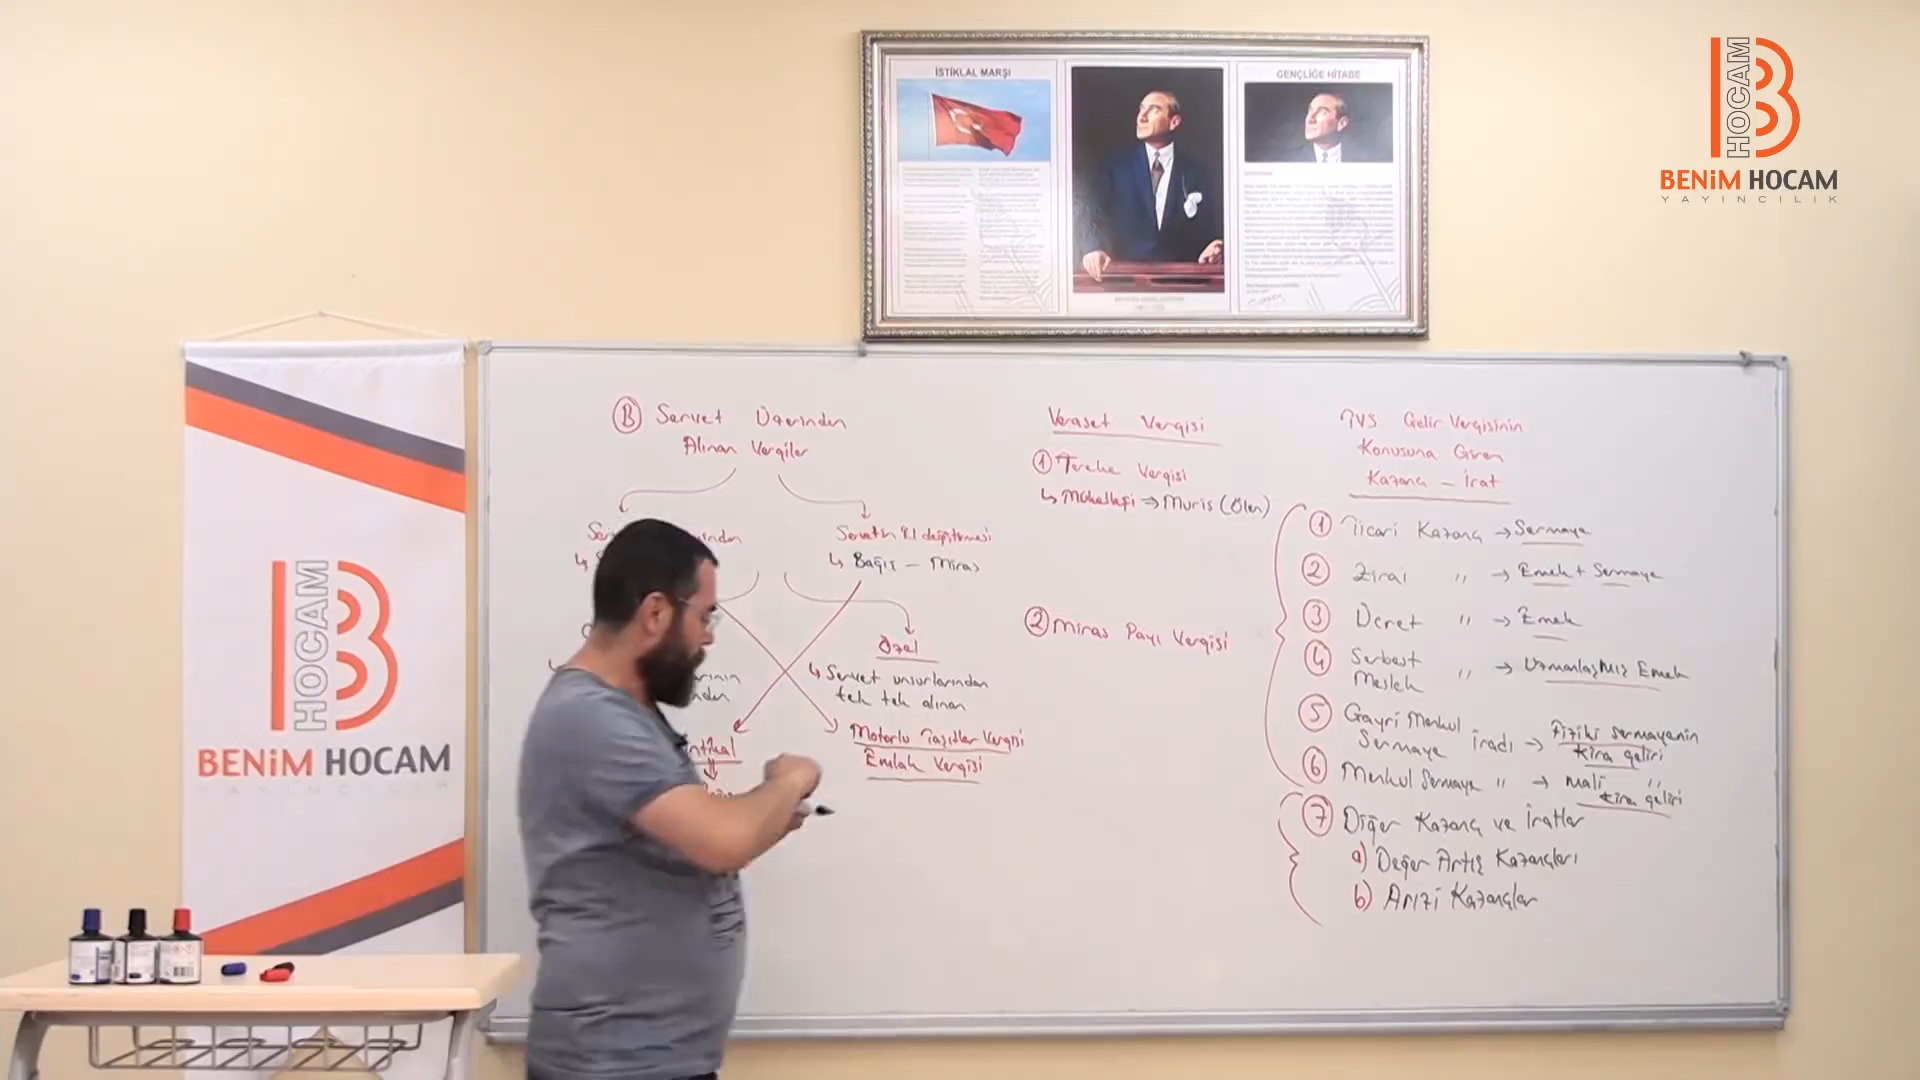 İSTİKLAL MARŞI
GENÇLİĞE HİTABE
HOCAM
BENİM HOCAM
YAYINCILIK
HOCAM
BENİM HOCAM
YAYINCILIK
B Servet Üzerinden
Alınan Vergiler
Servetin El değiştirmesi
↳ Bağış - Miras
Özel
↳ Servet unsurlarından
tek tek alınan
Motorlu Taşıtlar Vergisi
Emlak Vergisi
Veraset Vergisi
1 Tereke Vergisi
↳ Mükellefi ⇒ Muris (Ölen)
2 Miras Payı Vergisi
Gelir Vergisinin
Konusuna Giren
Kazanç - İrat
1 Ticari Kazanç → Sermaye
2 Zirai " → Emek + Sermaye
3 Ücret " → Emek
4 Serbest
Meslek " → Uzmanlaşmış Emek
5 Gayri Menkul
Sermaye İradı → Fiziki sermayenin
kira geliri
6 Menkul Sermaye " → Mali "
kira geliri
7 Diğer Kazanç ve İratlar
a) Değer Artış Kazançları
b) Arızi Kazançlar